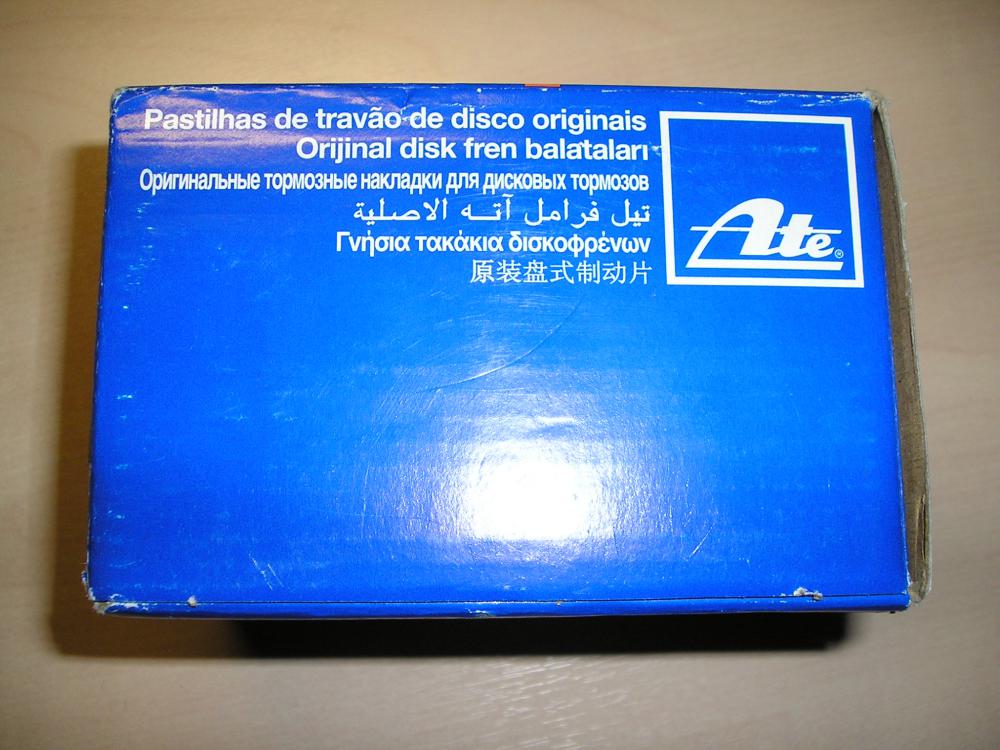 Pastilhas de travão de disco originais
Orijinal disk fren balataları
Оригинальные тормозные накладки для дисковых тормозов
تيل فرامل آتـه الاصلية
Γνήσια τακάκια δισκοφρένων
原装盘式制动片
Ate®